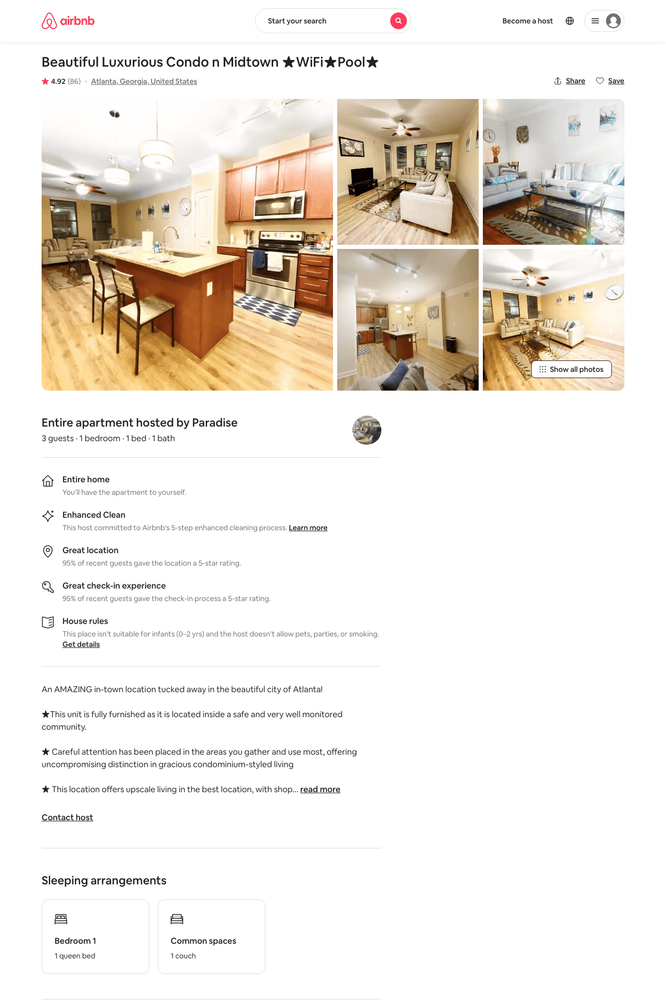 airbnb
Start your search
Become a host
Beautiful Luxurious Condo n Midtown ★WiFi★Pool★
4.92 (86) · Atlanta, Georgia, United States
Share
Save
Show all photos
Entire apartment hosted by Paradise
3 guests · 1 bedroom · 1 bed · 1 bath
Entire home
You’ll have the apartment to yourself.
Enhanced Clean
This host committed to Airbnb's 5-step enhanced cleaning process. Learn more
Great location
95% of recent guests gave the location a 5-star rating.
Great check-in experience
95% of recent guests gave the check-in process a 5-star rating.
House rules
This place isn’t suitable for infants (0–2 yrs) and the host doesn’t allow pets, parties, or smoking.
Get details
An AMAZING in-town location tucked away in the beautiful city of Atlanta!
★This unit is fully furnished as it is located inside a safe and very well monitored
community.
★ Careful attention has been placed in the areas you gather and use most, offering
uncompromising distinction in gracious condominium-styled living
★ This location offers upscale living in the best location, with shop... read more
Contact host
Sleeping arrangements
Bedroom 1
1 queen bed
Common spaces
1 couch